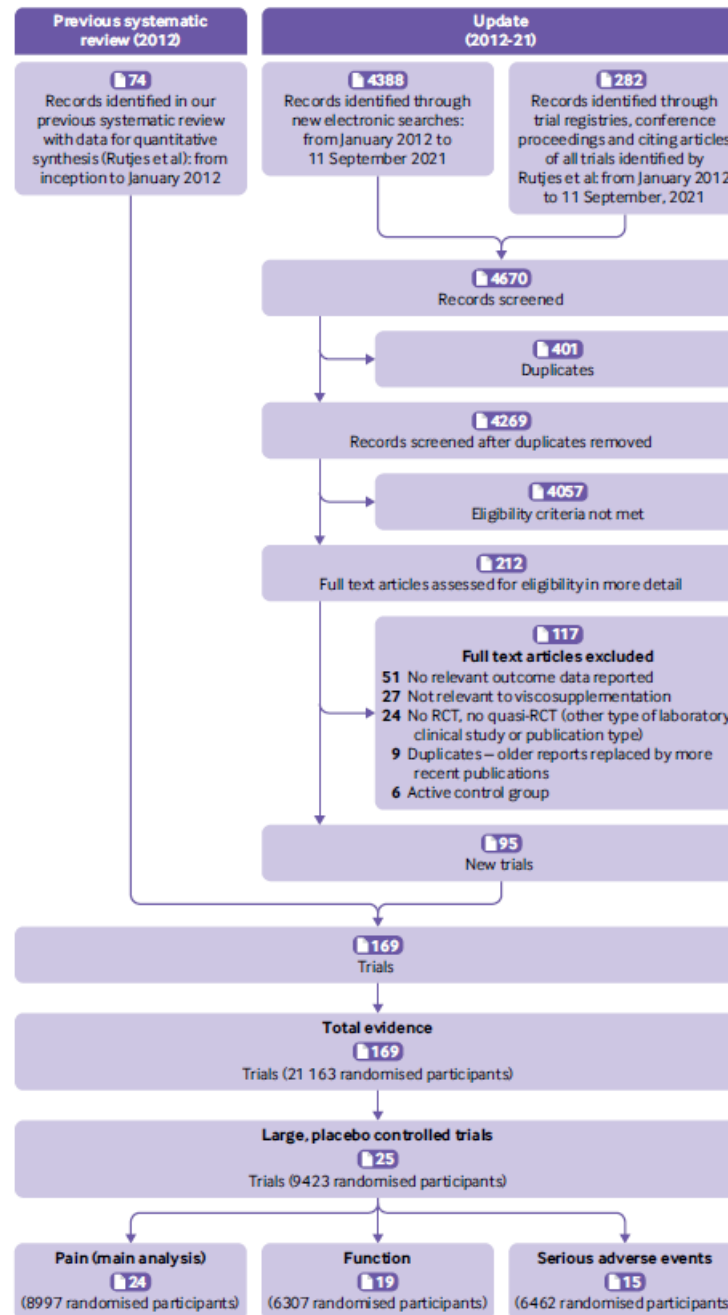 Previous systematic
review (2012)
Update
(2012-21)
74
Records identified in our
previous systematic review
with data for quantitative
synthesis (Rutjes et al): from
inception to January 2012
4388
Records identified through
new electronic searches:
from January 2012 to
11 September 2021
282
Records identified through
trial registries, conference
proceedings and citing articles
of all trials identified by
Rutjes et al: from January 2012
to 11 September, 2021
4670
Records screened
401
Duplicates
4269
Records screened after duplicates removed
4057
Eligibility criteria not met
212
Full text articles assessed for eligibility in more detail
117
Full text articles excluded
51 No relevant outcome data reported
27 Not relevant to viscosupplementation
24 No RCT, no quasi-RCT (other type of laboratory
clinical study or publication type)
9 Duplicates – older reports replaced by more
recent publications
6 Active control group
95
New trials
169
Trials
Total evidence
169
Trials (21 163 randomised participants)
Large, placebo controlled trials
25
Trials (9423 randomised participants)
Pain (main analysis)
24
(8997 randomised participants)
Function
19
(6307 randomised participants)
Serious adverse events
15
(6462 randomised participants